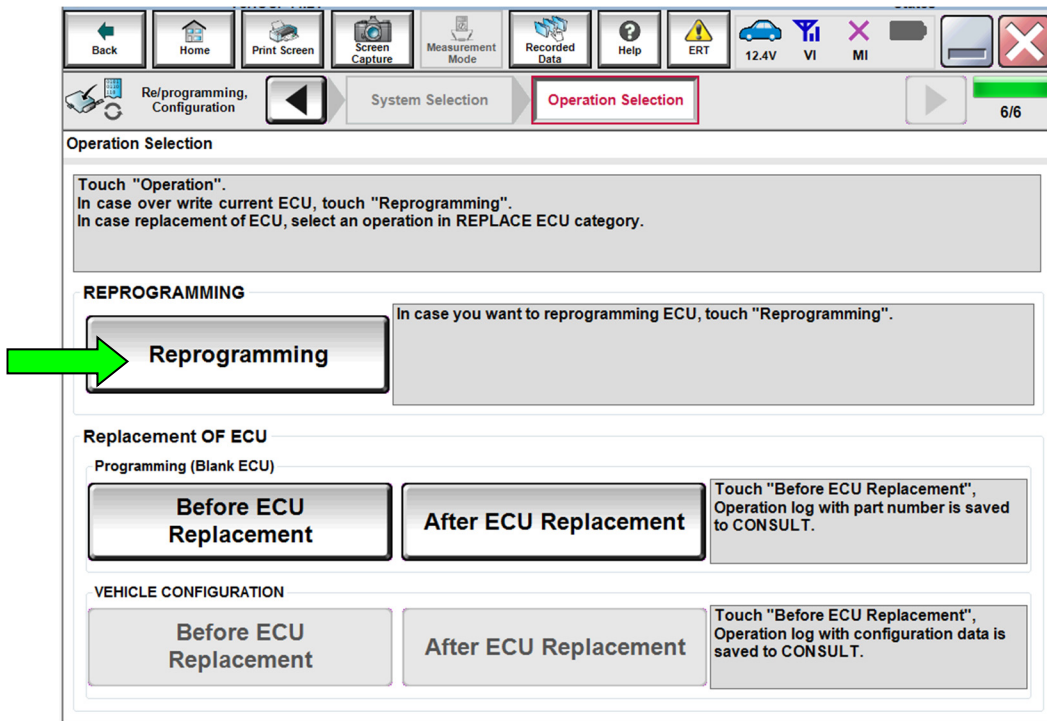 Back
Home
Print Screen
Screen
Capture
Measurement
Mode
Recorded
Data
Help
ERT
12.4V
VI
MI
Re/programming,
Configuration
System Selection
Operation Selection
6/6
Operation Selection
Touch "Operation".
In case over write current ECU, touch "Reprogramming".
In case replacement of ECU, select an operation in REPLACE ECU category.
REPROGRAMMING
Reprogramming
In case you want to reprogramming ECU, touch "Reprogramming".
Replacement OF ECU
Programming (Blank ECU)
Before ECU
Replacement
After ECU Replacement
Touch "Before ECU Replacement",
Operation log with part number is saved
to CONSULT.
VEHICLE CONFIGURATION
Before ECU
Replacement
After ECU Replacement
Touch "Before ECU Replacement",
Operation log with configuration data is
saved to CONSULT.